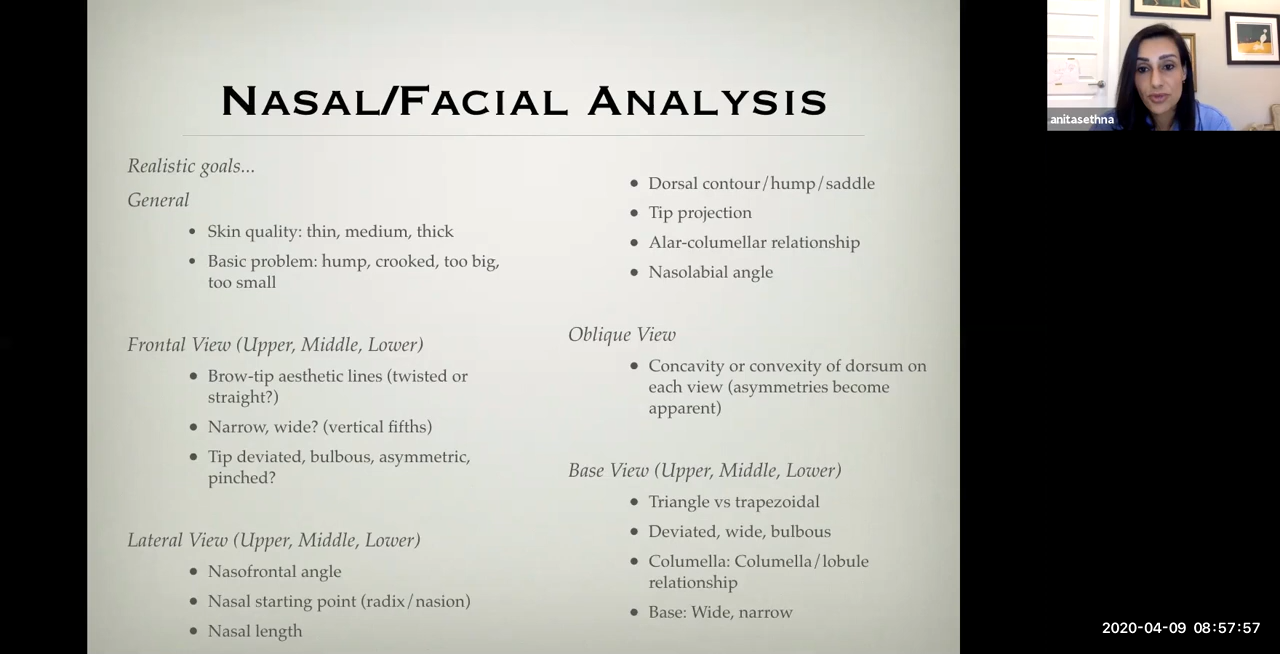 NASAL/FACIAL ANALYSIS
Realistic goals...
General
• Skin quality: thin, medium, thick
• Basic problem: hump, crooked, too big,
too small
Frontal View (Upper, Middle, Lower)
• Brow-tip aesthetic lines (twisted or
straight?)
• Narrow, wide? (vertical fifths)
• Tip deviated, bulbous, asymmetric,
pinched?
Lateral View (Upper, Middle, Lower)
• Nasofrontal angle
• Nasal starting point (radix/nasion)
• Nasal length
• Dorsal contour/hump/saddle
• Tip projection
• Alar-columellar relationship
• Nasolabial angle
Oblique View
• Concavity or convexity of dorsum on
each view (asymmetries become
apparent)
Base View (Upper, Middle, Lower)
• Triangle vs trapezoidal
• Deviated, wide, bulbous
• Columella: Columella/lobule
relationship
• Base: Wide, narrow
anitasethna
2020-04-09 08:57:57